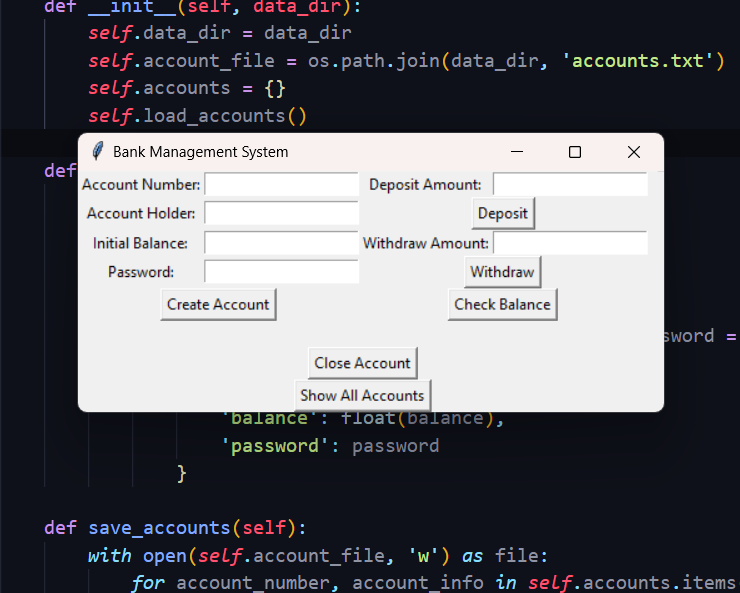 def __init__(self, data_dir):
self.data_dir = data_dir
self.account_file = os.path.join(data_dir, 'accounts.txt')
self.accounts = {}
self.load_accounts()
def
Bank Management System
Account Number: Deposit Amount:
Account Holder: Deposit
Initial Balance: Withdraw Amount:
Password: Withdraw
Create Account Check Balance
sword =
Close Account
Show All Accounts
'balance': float(balance),
'password': password
}
def save_accounts(self):
with open(self.account_file, 'w') as file:
for account_number, account_info in self.accounts.items